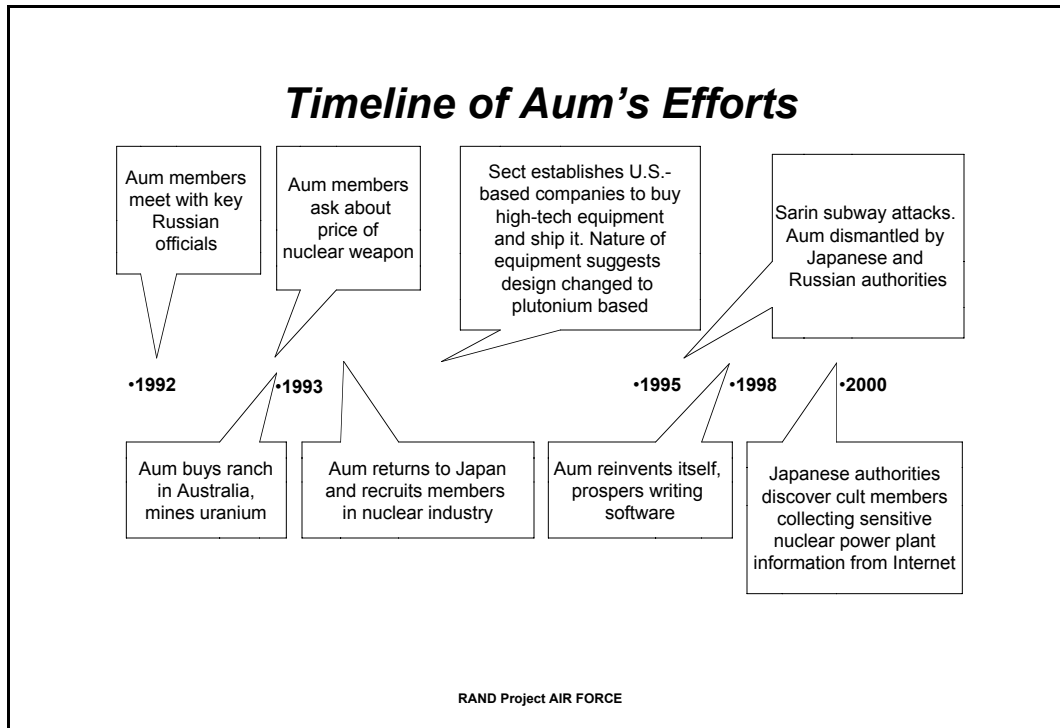 Timeline of Aum's Efforts
Aum members
meet with key
Russian
officials
Aum members
ask about
price of
nuclear weapon
Sect establishes U.S.-
based companies to buy
high-tech equipment
and ship it. Nature of
equipment suggests
design changed to
plutonium based
Sarin subway attacks.
Aum dismantled by
Japanese and
Russian authorities
•1992
•1993
•1995
•1998
•2000
Aum buys ranch
in Australia,
mines uranium
Aum returns to Japan
and recruits members
in nuclear industry
Aum reinvents itself,
prospers writing
software
Japanese authorities
discover cult members
collecting sensitive
nuclear power plant
information from Internet
RAND Project AIR FORCE